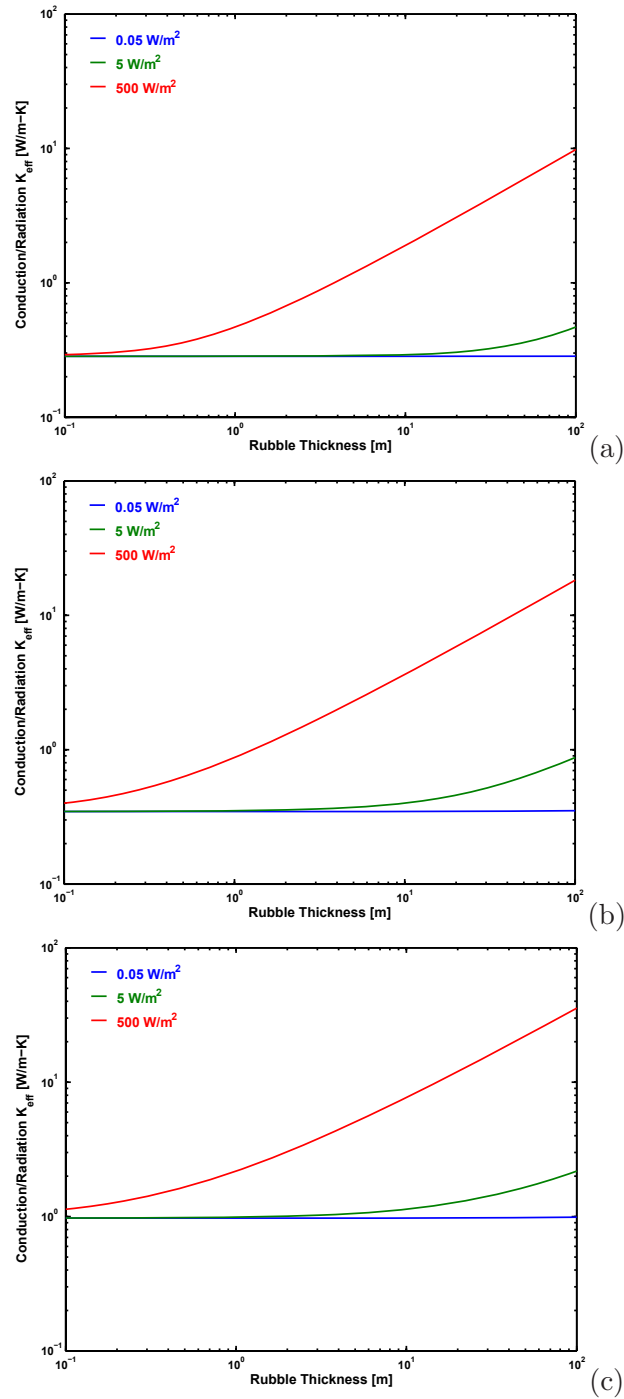 10²
10¹
10⁰
10⁻¹
Conduction/Radiation K_eff [W/m−K]
0.05 W/m²
5 W/m²
500 W/m²
10⁻¹ 10⁰ 10¹ 10²
Rubble Thickness [m]
(a)
10²
10¹
10⁰
10⁻¹
Conduction/Radiation K_eff [W/m−K]
0.05 W/m²
5 W/m²
500 W/m²
10⁻¹ 10⁰ 10¹ 10²
Rubble Thickness [m]
(b)
10²
10¹
10⁰
10⁻¹
Conduction/Radiation K_eff [W/m−K]
0.05 W/m²
5 W/m²
500 W/m²
10⁻¹ 10⁰ 10¹ 10²
Rubble Thickness [m]
(c)